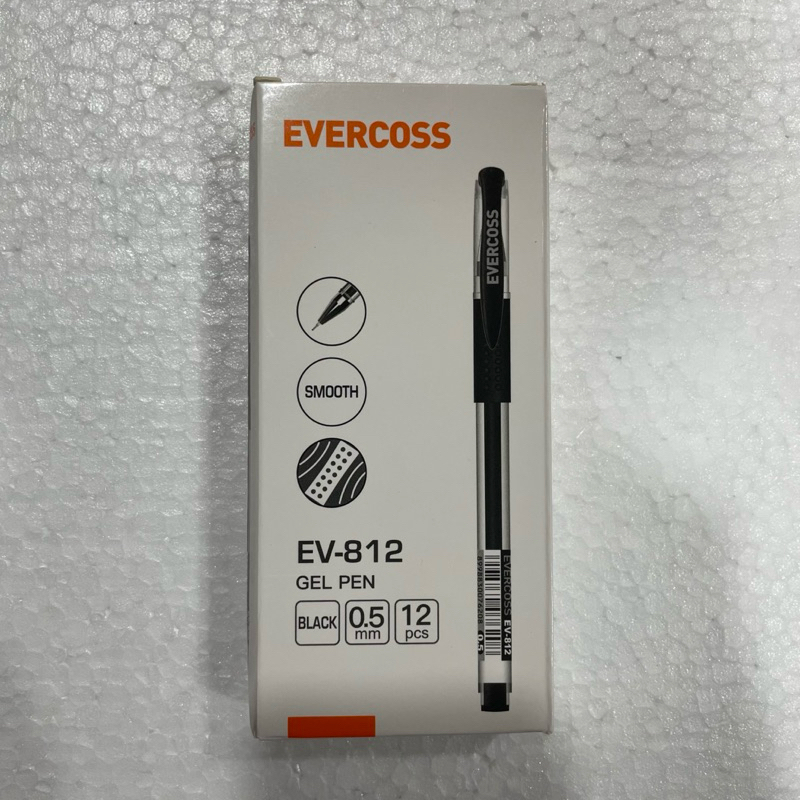 EVERCOSS
EVERCOSS
SMOOTH
EV-812
GEL PEN
BLACK
0.5
mm
12
pcs
EVERCOSS EV-812
0.5